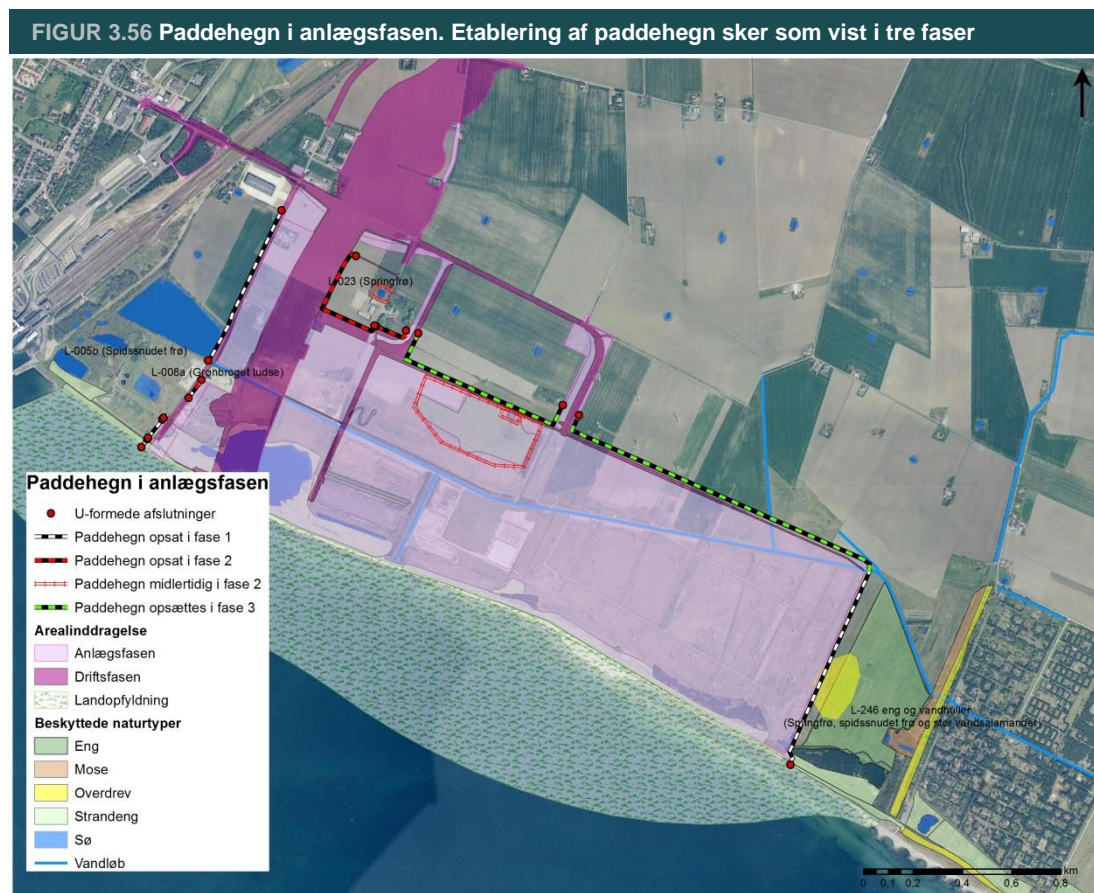 FIGUR 3.56 Paddehegn i anlægsfasen. Etablering af paddehegn sker som vist i tre faser
L-023 (Springfrø)
L-005b (Spidssnudet frø)
L-008a (Grønbroget tudse)
L-246 eng og vandhuller
(Springfrø, spidssnudet frø og stor vandsalamander)
Paddehegn i anlægsfasen
U-formede afslutninger
Paddehegn opsat i fase 1
Paddehegn opsat i fase 2
Paddehegn midlertidig i fase 2
Paddehegn opsættes i fase 3
Arealinddragelse
Anlægsfasen
Driftsfasen
Landopfyldning
Beskyttede naturtyper
Eng
Mose
Overdrev
Strandeng
Sø
Vandløb
km
0 0,1 0,2 0,4 0,6 0,8